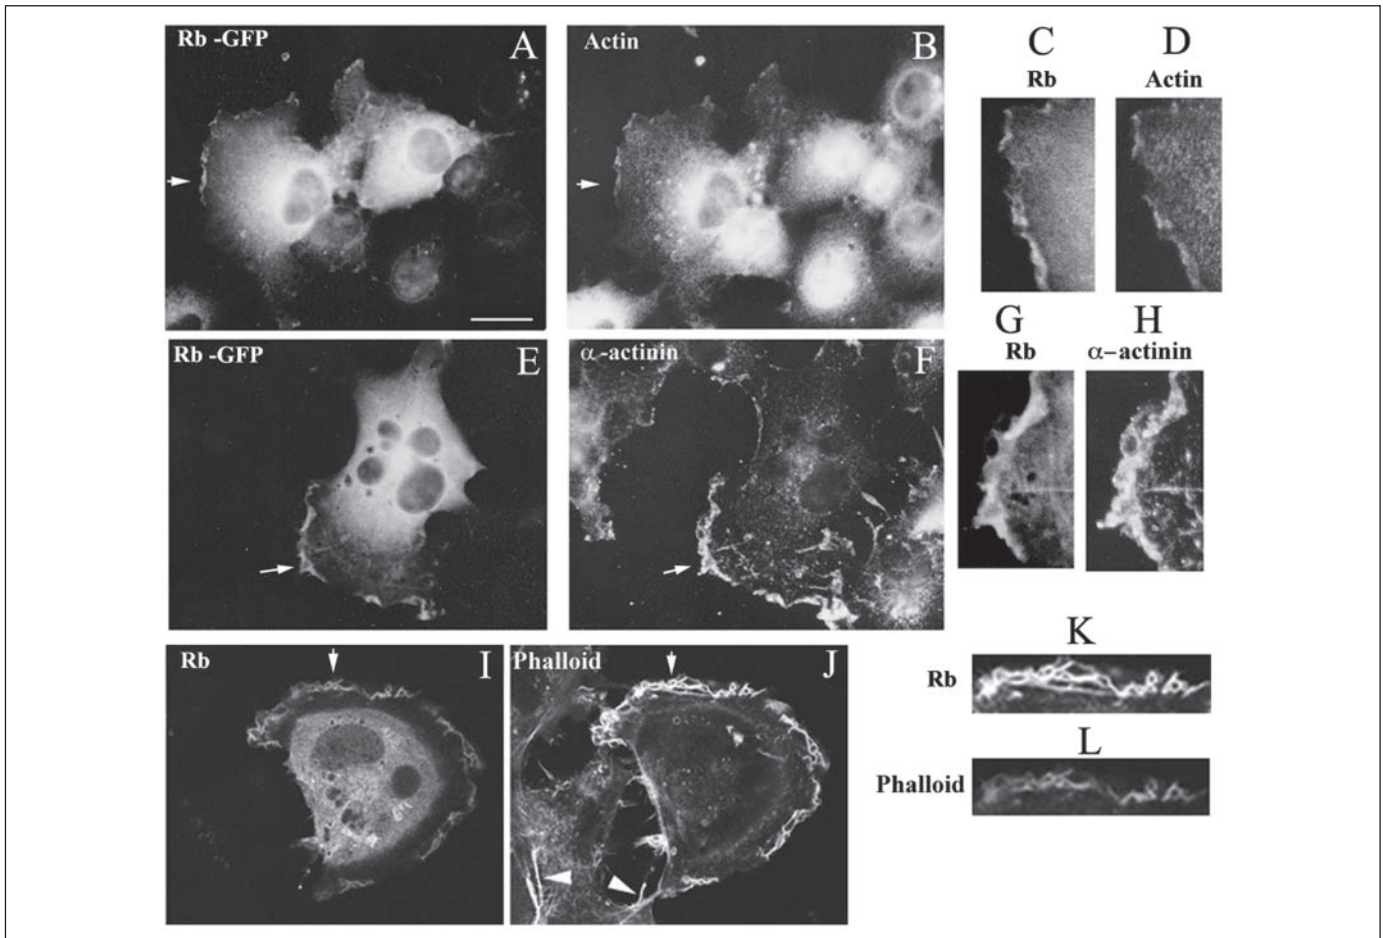 Rb -GFP
A
Actin
B
C
Rb
D
Actin
Rb -GFP
E
α -actinin
F
G
Rb
H
α-actinin
Rb
I
Phalloid
J
K
Rb
L
Phalloid